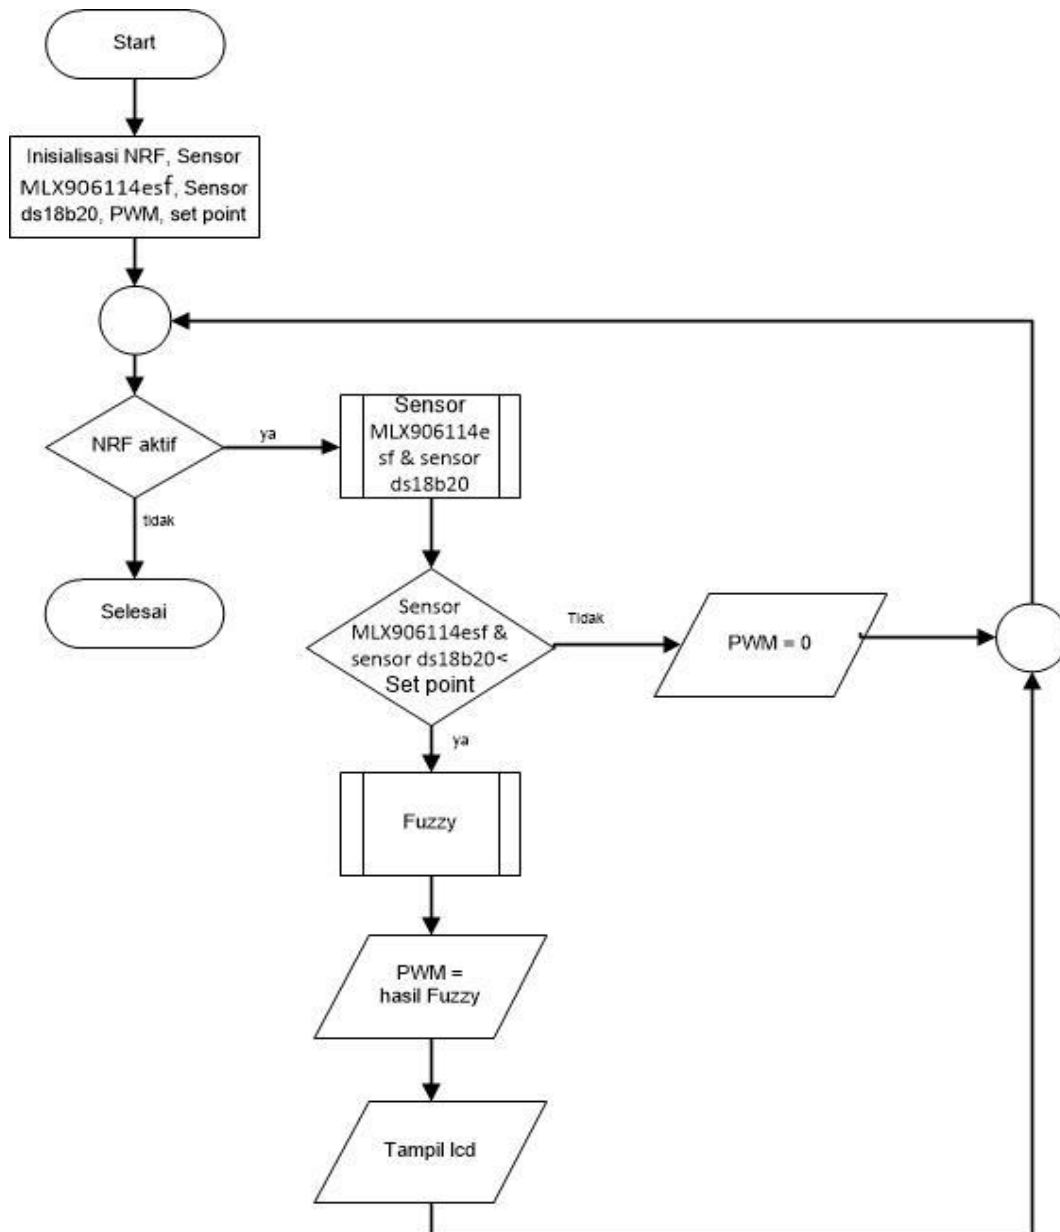 Start
Inisialisasi NRF, Sensor
MLX906114esf, Sensor
ds18b20, PWM, set point
NRF aktif
ya
tidak
Selesai
Sensor
MLX906114e
sf & sensor
ds18b20
Sensor
MLX906114esf &
sensor ds18b20<
Set point
Tidak
PWM = 0
ya
Fuzzy
PWM =
hasil Fuzzy
Tampil lcd